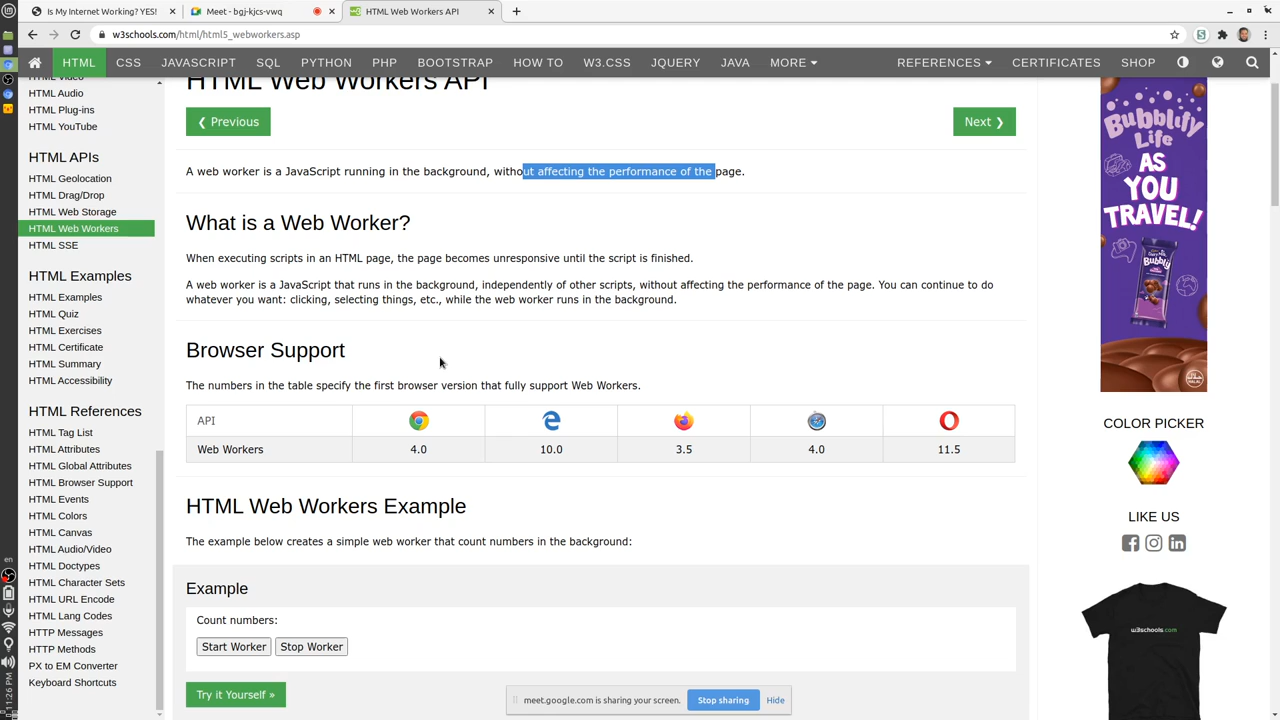 Is My Internet Working? YES!
Meet - bgj-kjcs-vwq
HTML Web Workers API
w3schools.com/html/html5_webworkers.asp
HTML CSS JAVASCRIPT SQL PYTHON PHP BOOTSTRAP HOW TO W3.CSS JQUERY JAVA MORE REFERENCES CERTIFICATES SHOP
HTML Video
HTML Audio
HTML Plug-ins
HTML YouTube
HTML APIs
HTML Geolocation
HTML Drag/Drop
HTML Web Storage
HTML Web Workers
HTML SSE
HTML Examples
HTML Examples
HTML Quiz
HTML Exercises
HTML Certificate
HTML Summary
HTML Accessibility
HTML References
HTML Tag List
HTML Attributes
HTML Global Attributes
HTML Browser Support
HTML Events
HTML Colors
HTML Canvas
HTML Audio/Video
HTML Doctypes
HTML Character Sets
HTML URL Encode
HTML Lang Codes
HTTP Messages
HTTP Methods
PX to EM Converter
Keyboard Shortcuts
HTML Web Workers API
❮ Previous
Next ❯
A web worker is a JavaScript running in the background, without affecting the performance of the page.
What is a Web Worker?
When executing scripts in an HTML page, the page becomes unresponsive until the script is finished.
A web worker is a JavaScript that runs in the background, independently of other scripts, without affecting the performance of the page. You can continue to do
whatever you want: clicking, selecting things, etc., while the web worker runs in the background.
Browser Support
The numbers in the table specify the first browser version that fully support Web Workers.
API
Web Workers 4.0 10.0 3.5 4.0 11.5
HTML Web Workers Example
The example below creates a simple web worker that count numbers in the background:
Example
Count numbers:
Start Worker Stop Worker
Try it Yourself »
meet.google.com is sharing your screen. Stop sharing Hide
Bubblify
Life
AS
YOU
TRAVEL!
Bubbly
COLOR PICKER
LIKE US
w3schools.com
en
11:26 PM